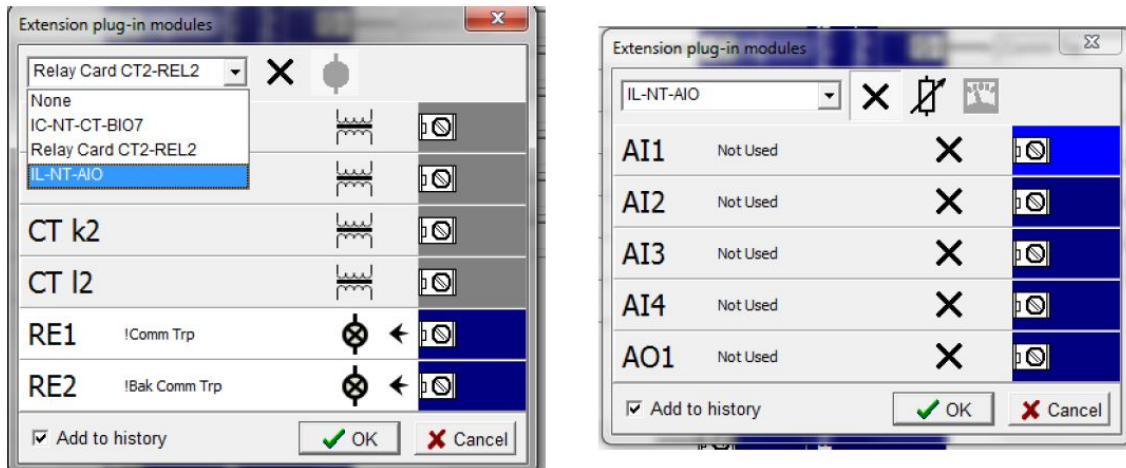 Extension plug-in modules
Relay Card CT2-REL2
None
IC-NT-CT-BIO7
Relay Card CT2-REL2
IL-NT-AIO
CT k2
CT l2
RE1 !Comm Trp
RE2 !Bak Comm Trp
Add to history OK Cancel
Extension plug-in modules
IL-NT-AIO
AI1 Not Used
AI2 Not Used
AI3 Not Used
AI4 Not Used
AO1 Not Used
Add to history OK Cancel